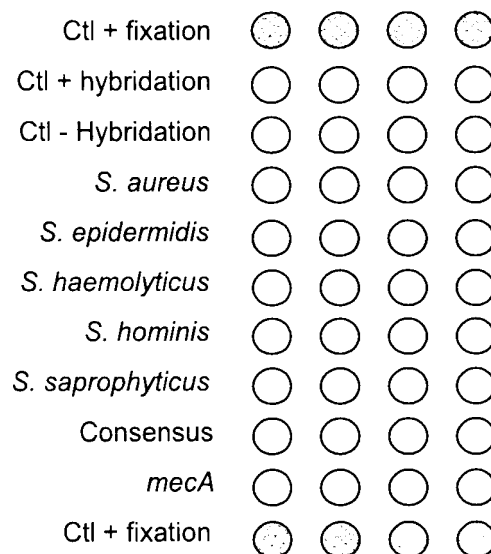 Ctl + fixation
Ctl + hybridation
Ctl - Hybridation
S. aureus
S. epidermidis
S. haemolyticus
S. hominis
S. saprophyticus
Consensus
mecA
Ctl + fixation